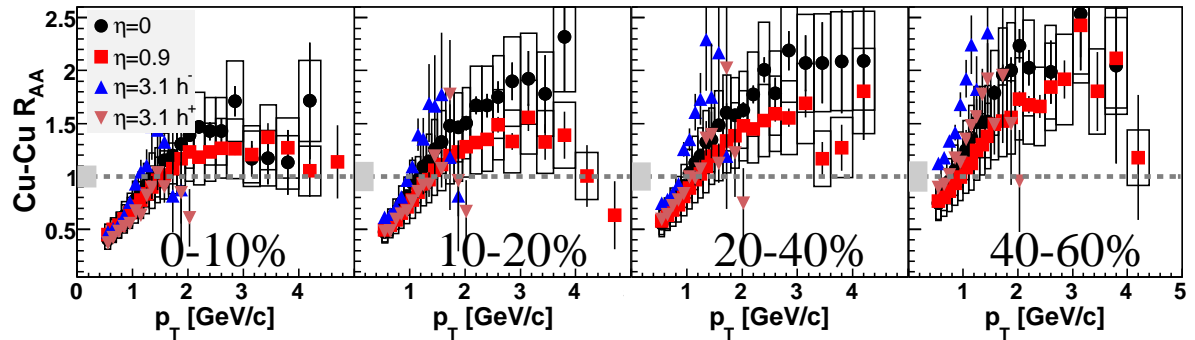 Cu-Cu R_AA
2.5
2
1.5
1
0.5
η=0
η=0.9
η=3.1 h⁻
η=3.1 h⁺
0-10% 10-20% 20-40% 40-60%
0 1 2 3 4 1 2 3 4 1 2 3 4 1 2 3 4 5
p_T [GeV/c] p_T [GeV/c] p_T [GeV/c] p_T [GeV/c]